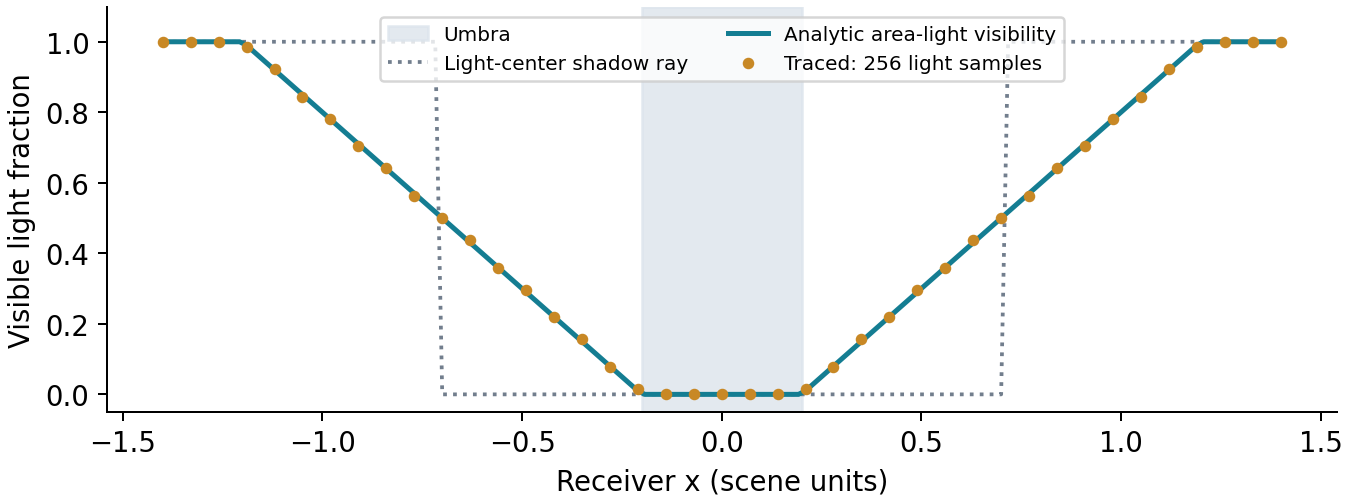 Umbra
Light-center shadow ray
Analytic area-light visibility
Traced: 256 light samples
Visible light fraction
1.0
0.8
0.6
0.4
0.2
0.0
−1.5 −1.0 −0.5 0.0 0.5 1.0 1.5
Receiver x (scene units)